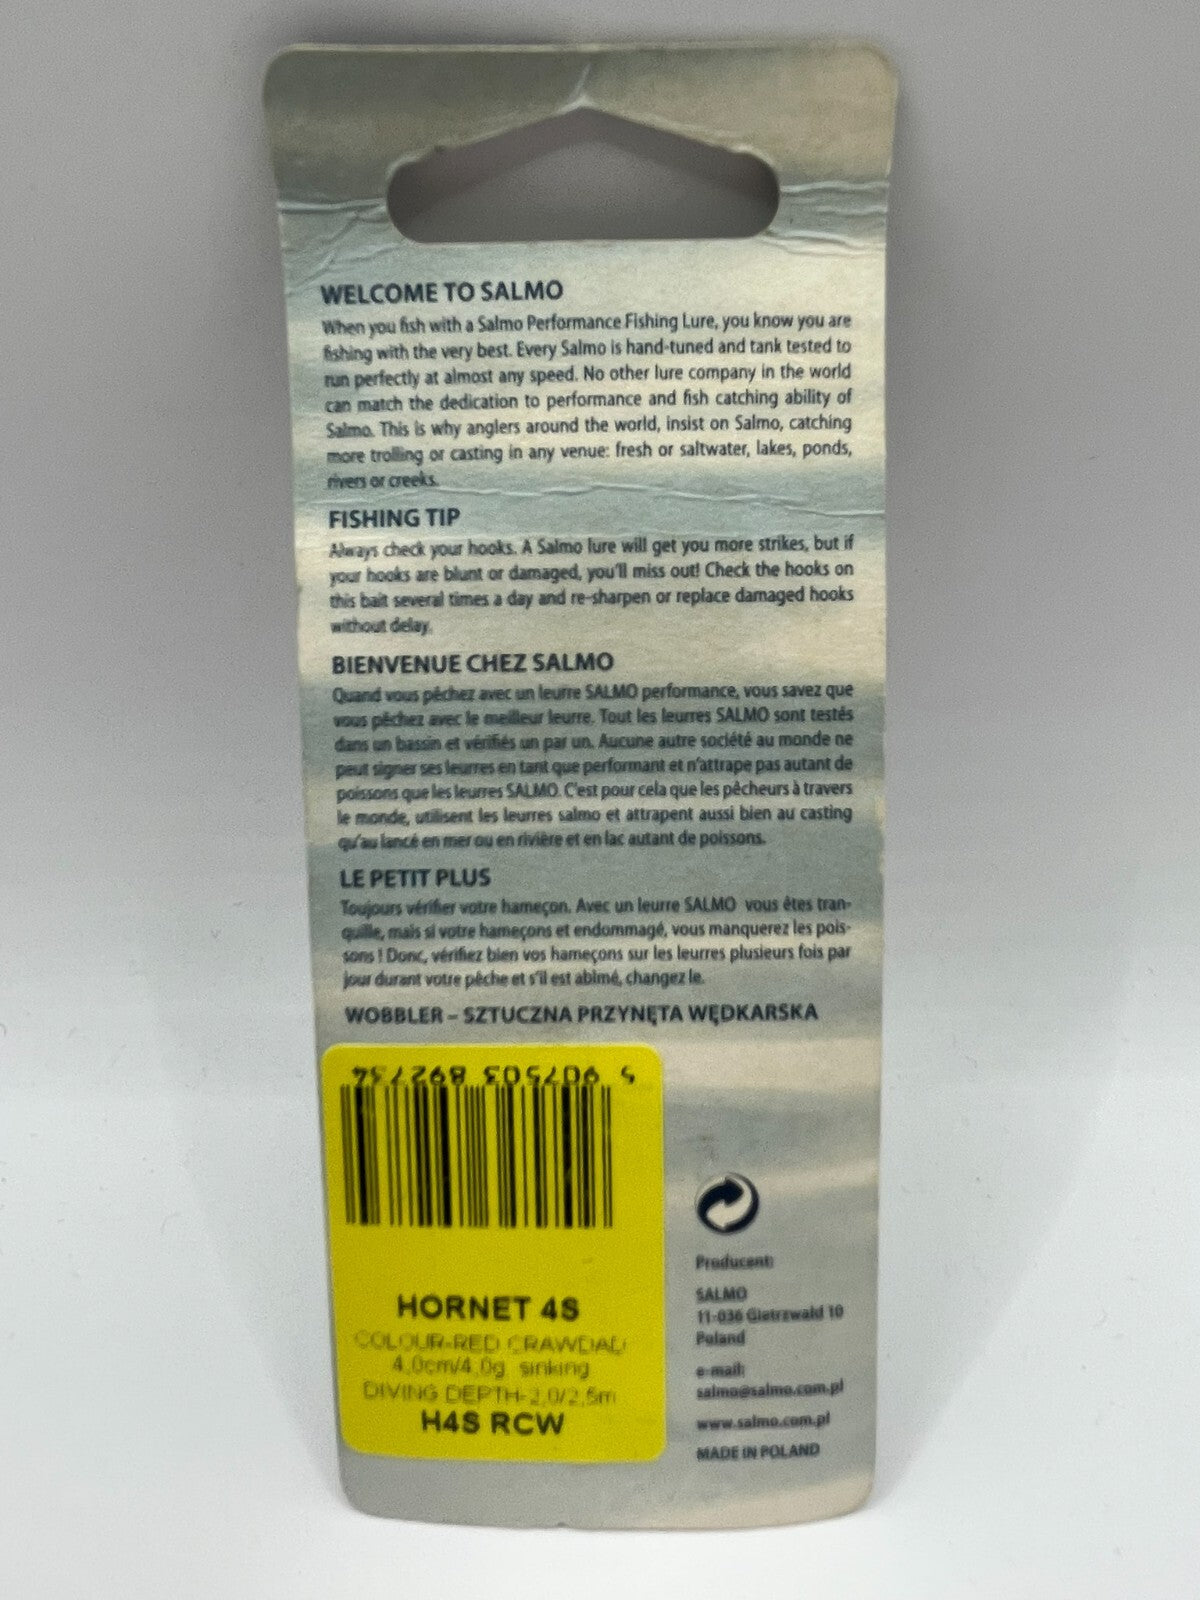 WELCOME TO SALMO
When you fish with a Salmo Performance Fishing Lure, you know you are
fishing with the very best. Every Salmo is hand-tuned and tank tested to
run perfectly at almost any speed. No other lure company in the world
can match the dedication to performance and fish catching ability of
Salmo. This is why anglers around the world, insist on Salmo, catching
more trolling or casting in any venue: fresh or saltwater, lakes, ponds,
rivers or creeks.
FISHING TIP
Always check your hooks. A Salmo lure will get you more strikes, but if
your hooks are blunt or damaged, you'll miss out! Check the hooks on
this bait several times a day and re-sharpen or replace damaged hooks
without delay.
BIENVENUE CHEZ SALMO
Quand vous pêchez avec un leurre SALMO performance, vous savez que
vous pêchez avec le meilleur leurre. Tout les leurres SALMO sont testés
dans un bassin et vérifiés un par un. Aucune autre société au monde ne
peut signer ses leurres en tant que performant et n'attrape pas autant de
poissons que les leurres SALMO. C'est pour cela que les pêcheurs à travers
le monde, utilisent les leurres salmo et attrapent aussi bien au casting
qu'au lancé en mer ou en rivière et en lac autant de poissons.
LE PETIT PLUS
Toujours vérifier votre hameçon. Avec un leurre SALMO vous êtes tran-
quille, mais si votre hameçons et endommagé, vous manquerez les pois-
sons ! Donc, vérifiez bien vos hameçons sur les leurres plusieurs fois par
jour durant votre pêche et s'il est abîmé, changez le.
WOBBLER – SZTUCZNA PRZYNĘTA WĘDKARSKA
5 907503 892734
HORNET 4S
COLOUR-RED CRAWDAD
4,0cm/4,0g sinking
DIVING DEPTH-2,0/2,5m
H4S RCW
Producent:
SALMO
11-036 Gietrzwałd 10
Poland
e-mail:
salmo@salmo.com.pl
www.salmo.com.pl
MADE IN POLAND